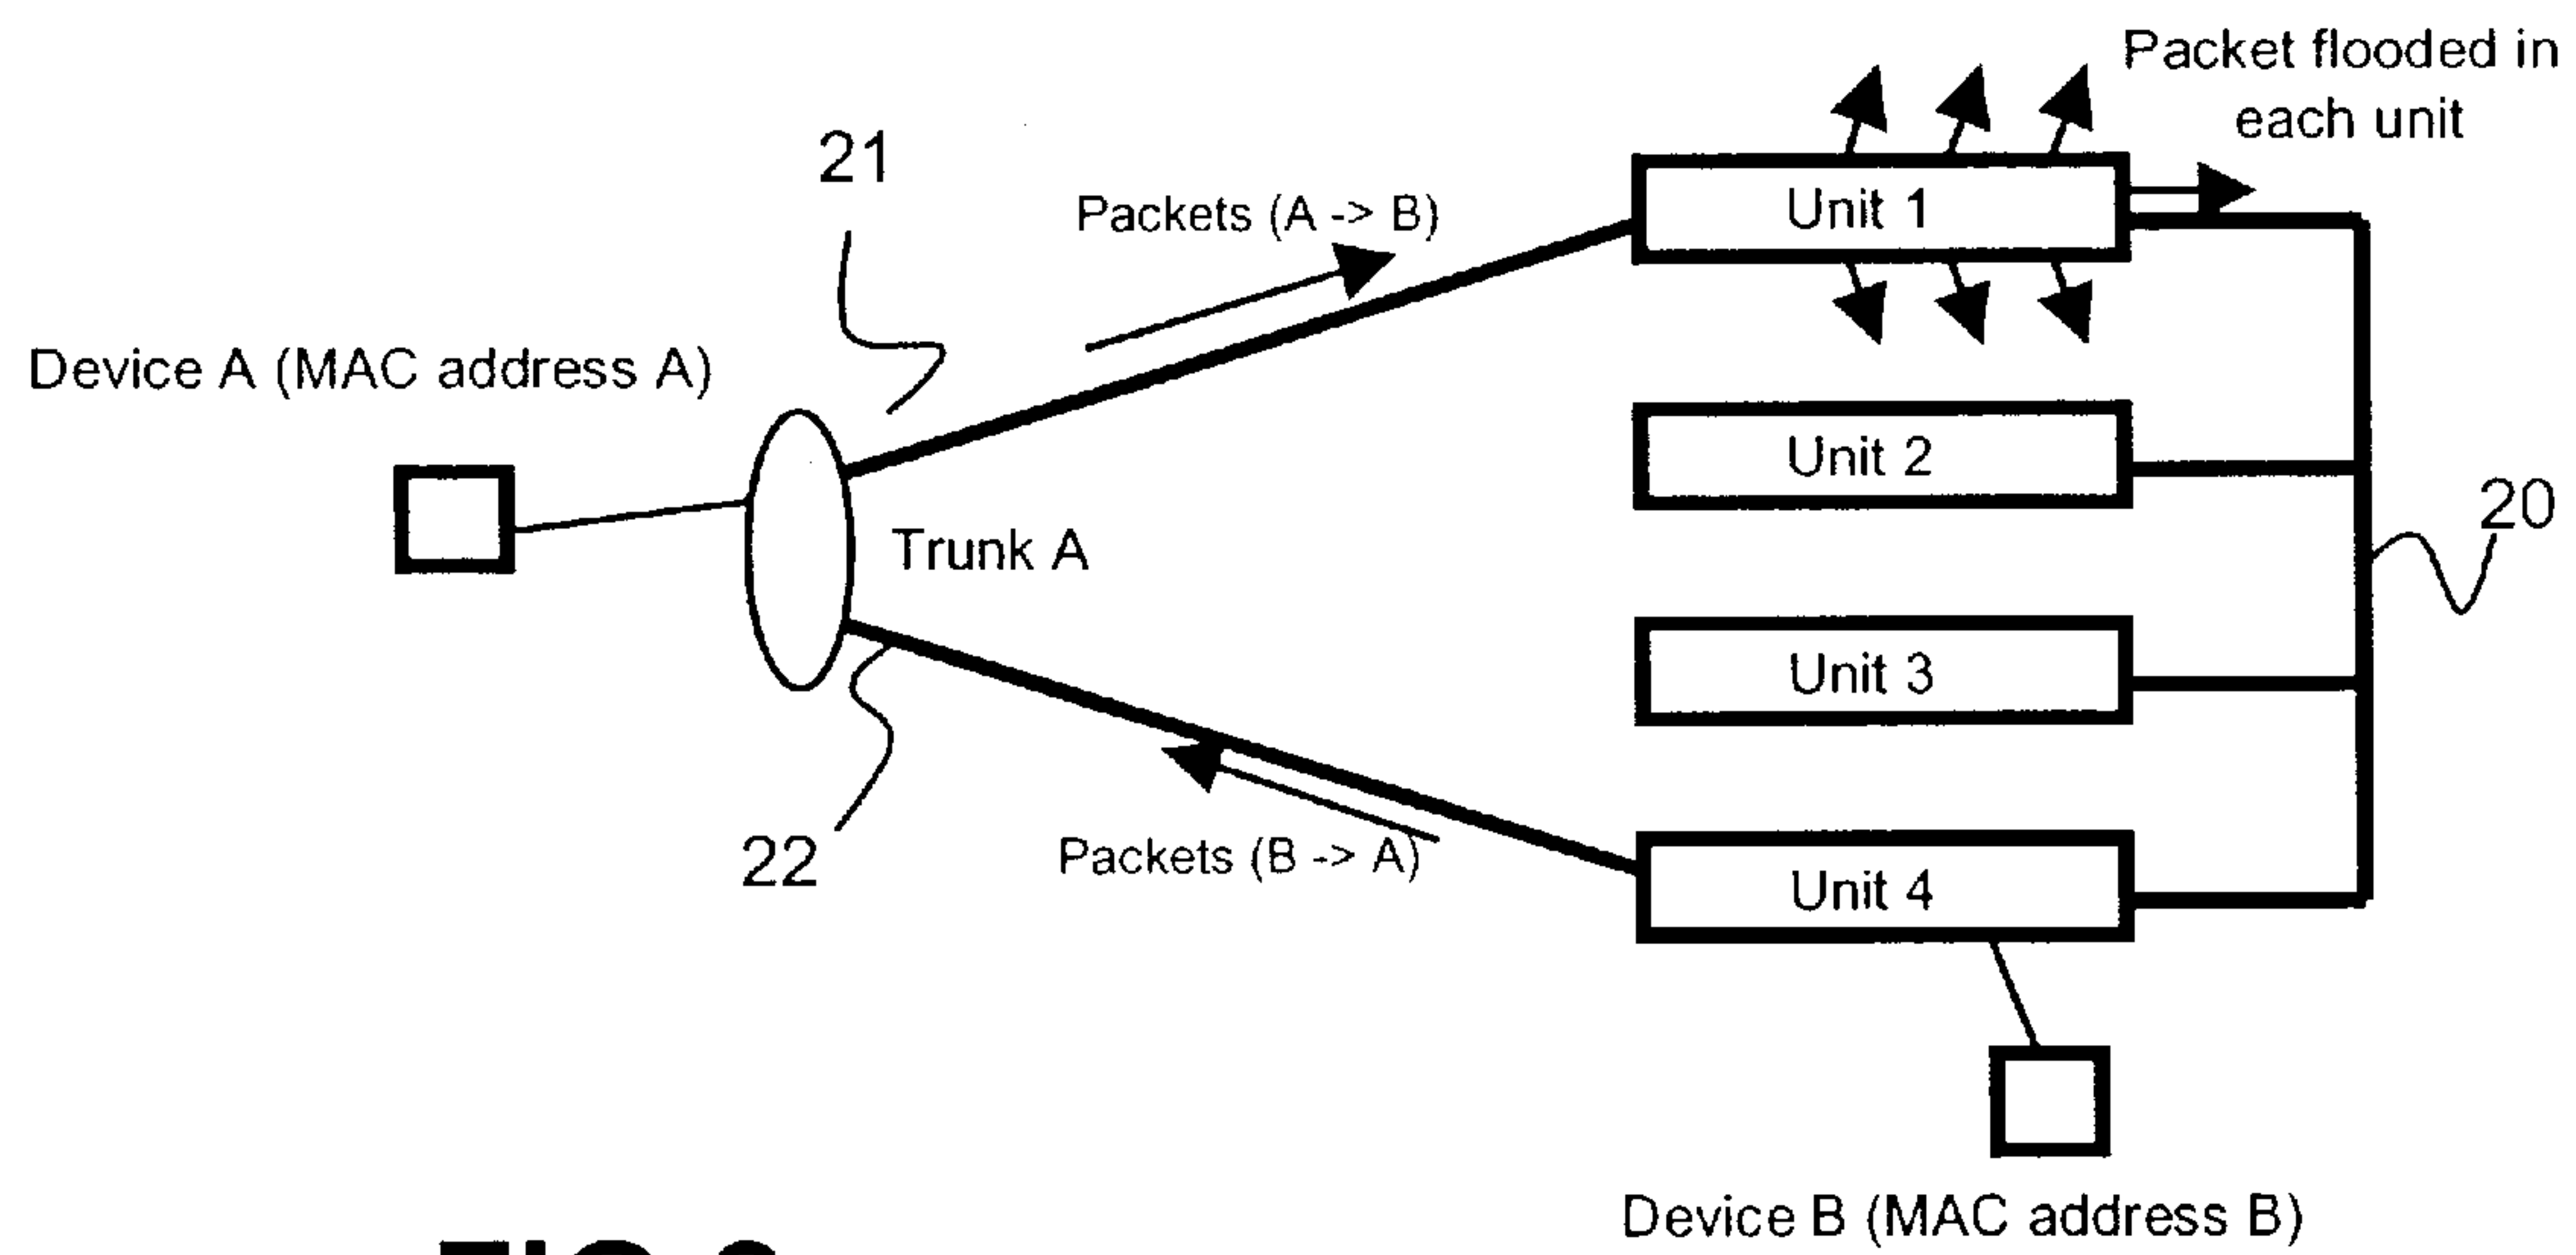 Packet flooded in
each unit
21
Packets (A -> B)
Unit 1
Device A (MAC address A)
Unit 2
20
Trunk A
Unit 3
22
Packets (B -> A)
Unit 4
Device B (MAC address B)